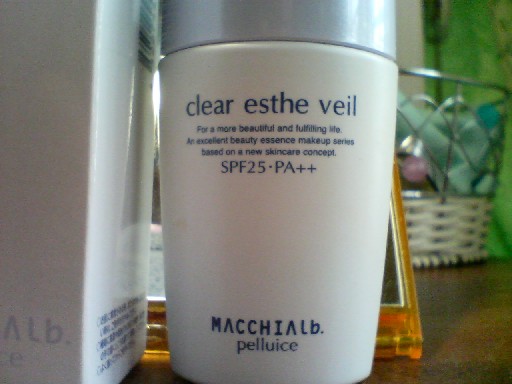 clear esthe veil
For a more beautiful and fulfilling life.
An excellent beauty essence makeup series
based on a new skincare concept.
SPF25·PA++
MACCHIALb.
pelluice